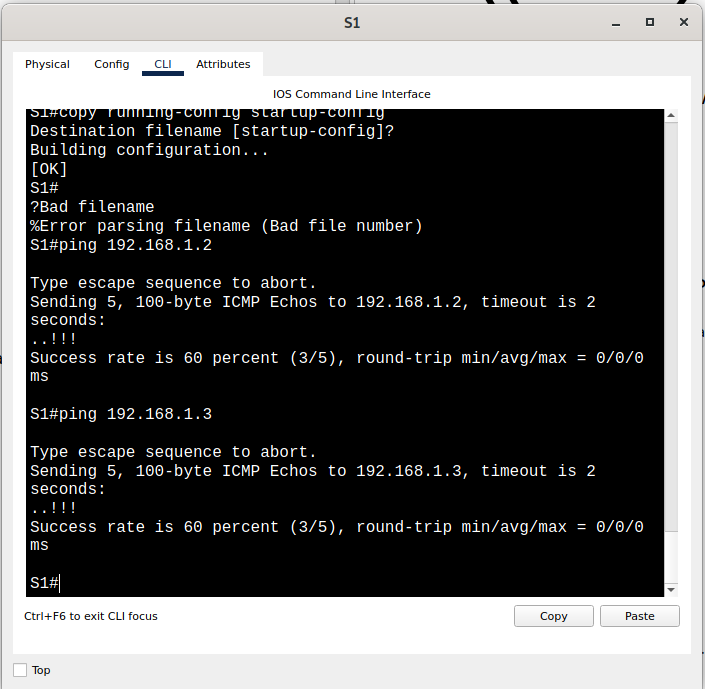 S1
Physical Config CLI Attributes
IOS Command Line Interface
S1#copy running-config startup-config
Destination filename [startup-config]?
Building configuration...
[OK]
S1#
?Bad filename
%Error parsing filename (Bad file number)
S1#ping 192.168.1.2
Type escape sequence to abort.
Sending 5, 100-byte ICMP Echos to 192.168.1.2, timeout is 2
seconds:
..!!!
Success rate is 60 percent (3/5), round-trip min/avg/max = 0/0/0
ms
S1#ping 192.168.1.3
Type escape sequence to abort.
Sending 5, 100-byte ICMP Echos to 192.168.1.3, timeout is 2
seconds:
..!!!
Success rate is 60 percent (3/5), round-trip min/avg/max = 0/0/0
ms
S1#
Ctrl+F6 to exit CLI focus
Copy Paste
Top